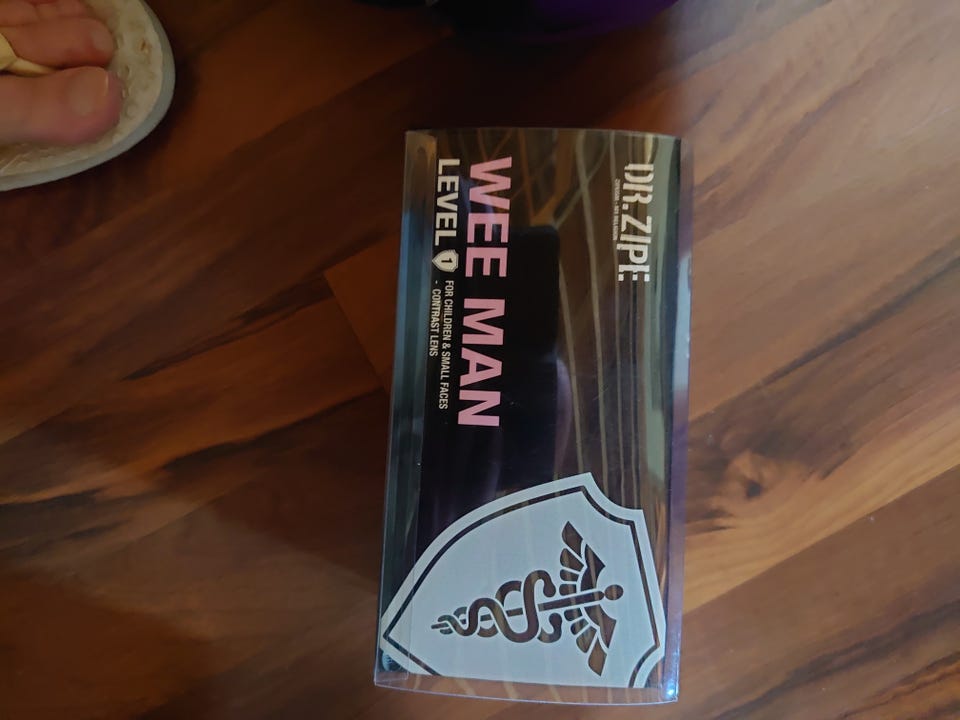 DR.ZIPE
WEE MAN
LEVEL 1
FOR CHILDREN & SMALL FACES
- CONTRAST LENS